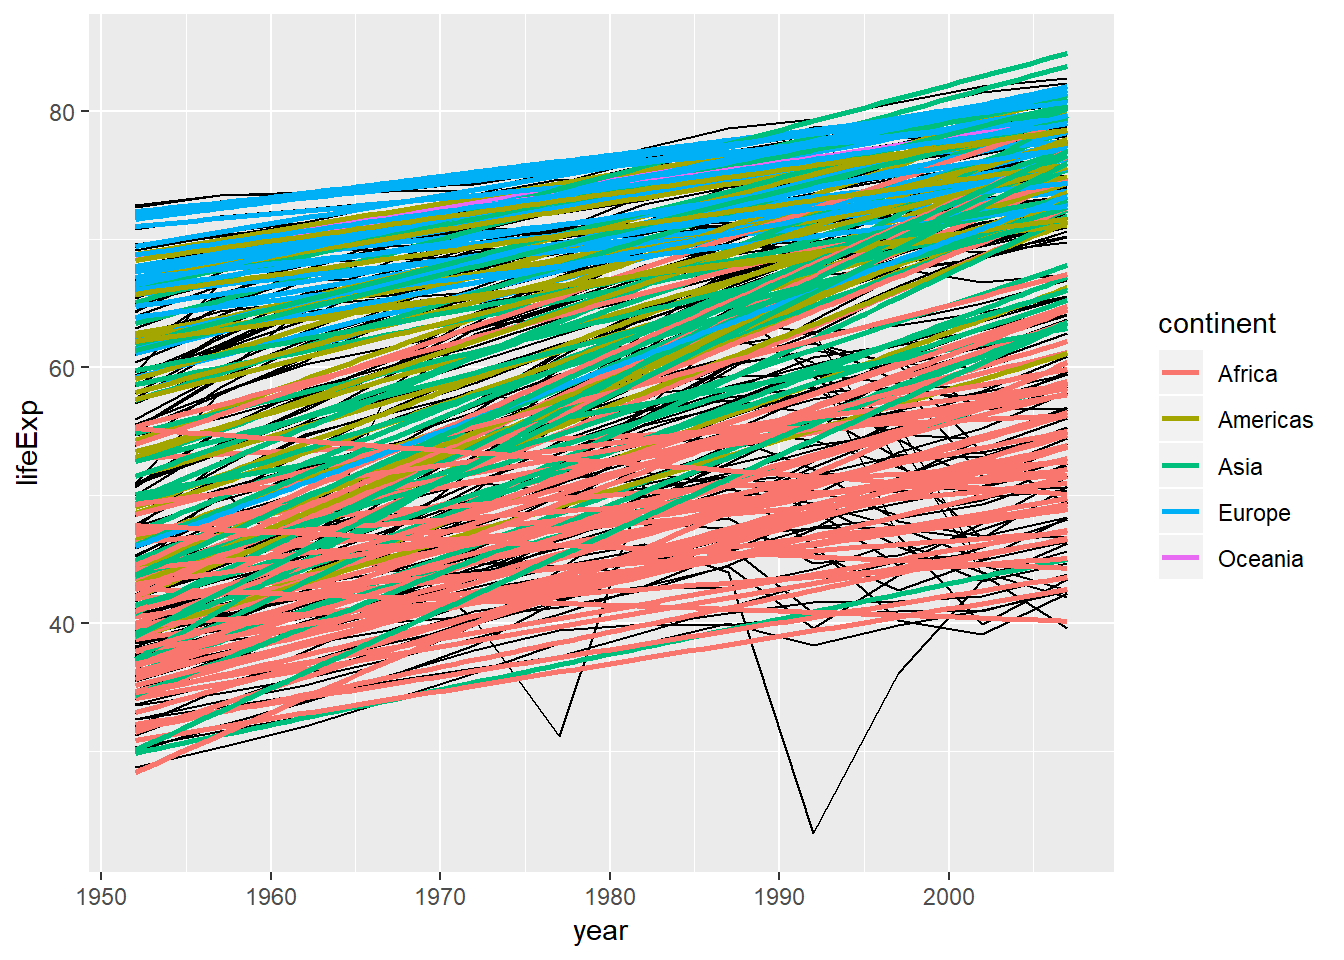 80
60
40
lifeExp
1950
1960
1970
1980
1990
2000
year
continent
Africa
Americas
Asia
Europe
Oceania